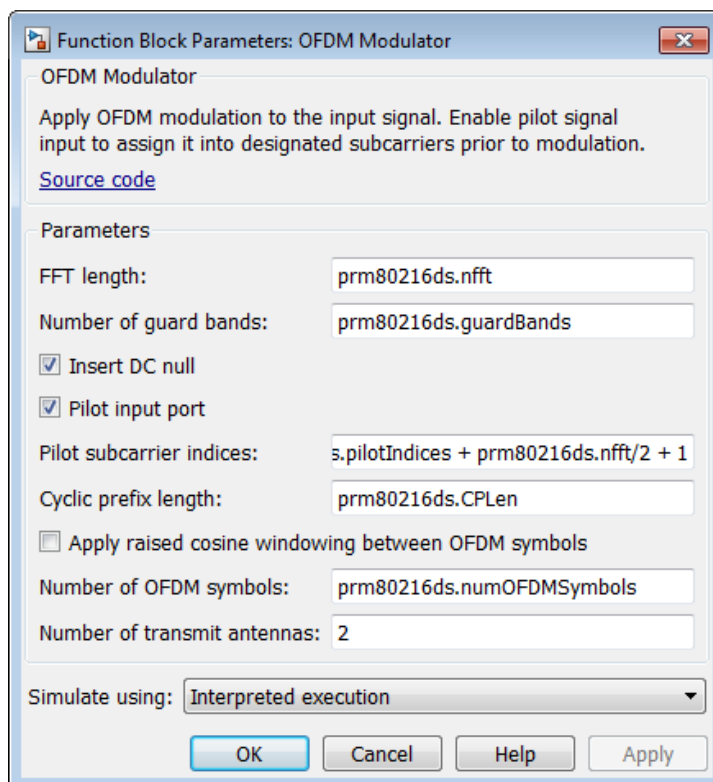 Function Block Parameters: OFDM Modulator
OFDM Modulator
Apply OFDM modulation to the input signal. Enable pilot signal
input to assign it into designated subcarriers prior to modulation.
Source code
Parameters
FFT length: prm80216ds.nfft
Number of guard bands: prm80216ds.guardBands
Insert DC null
Pilot input port
Pilot subcarrier indices: s.pilotIndices + prm80216ds.nfft/2 + 1
Cyclic prefix length: prm80216ds.CPLen
Apply raised cosine windowing between OFDM symbols
Number of OFDM symbols: prm80216ds.numOFDMSymbols
Number of transmit antennas: 2
Simulate using: Interpreted execution
OK Cancel Help Apply